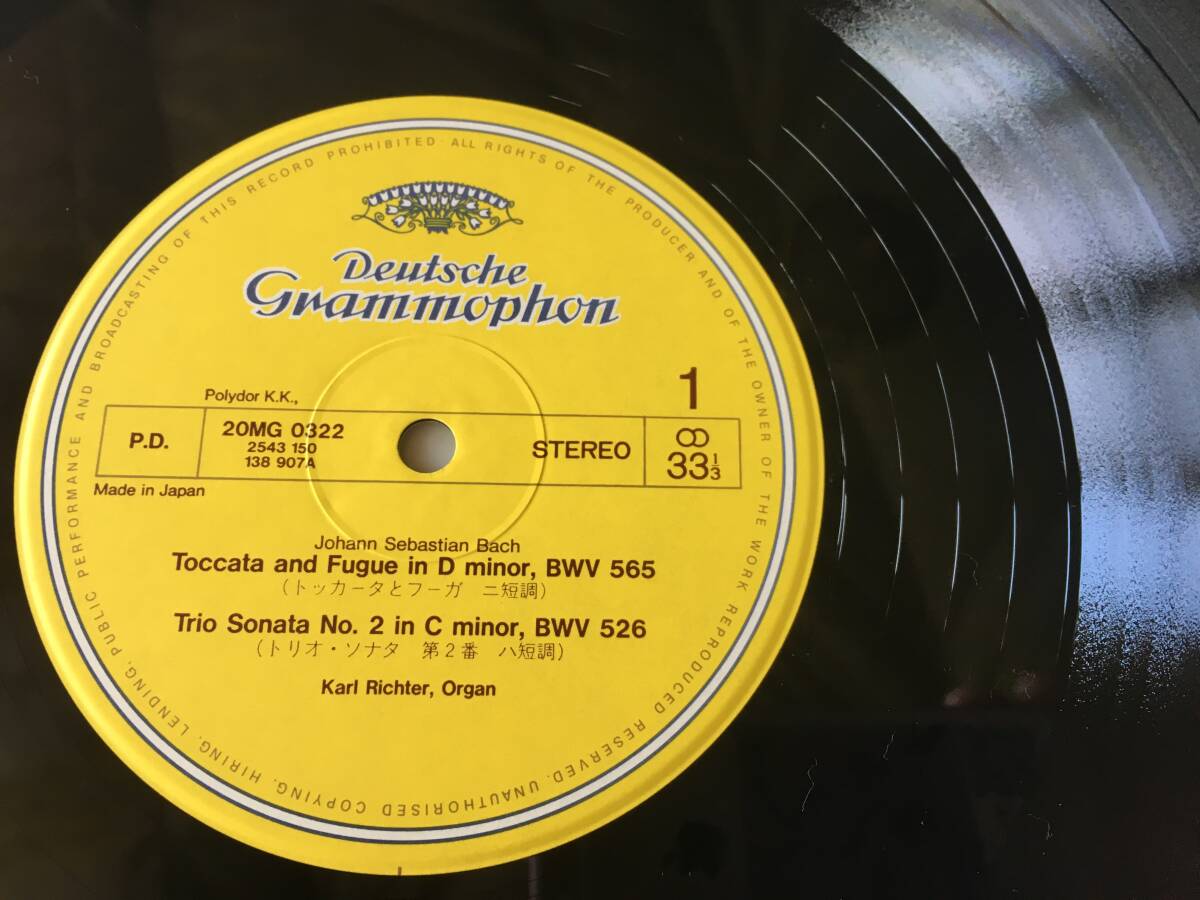 Deutsche
Grammophon
Polydor K.K.,
1
P.D.
20MG 0322
2543 150
138 907A
STEREO
33 1/3
Made in Japan
Johann Sebastian Bach
Toccata and Fugue in D minor, BWV 565
(トッカータとフーガ ニ短調)
Trio Sonata No. 2 in C minor, BWV 526
(トリオ・ソナタ 第2番 ハ短調)
Karl Richter, Organ
ALL RIGHTS OF THE PRODUCER AND OF THE OWNER OF THE WORK REPRODUCED RESERVED. UNAUTHORISED COPYING, HIRING, LENDING, PUBLIC PERFORMANCE AND BROADCASTING OF THIS RECORD PROHIBITED ·